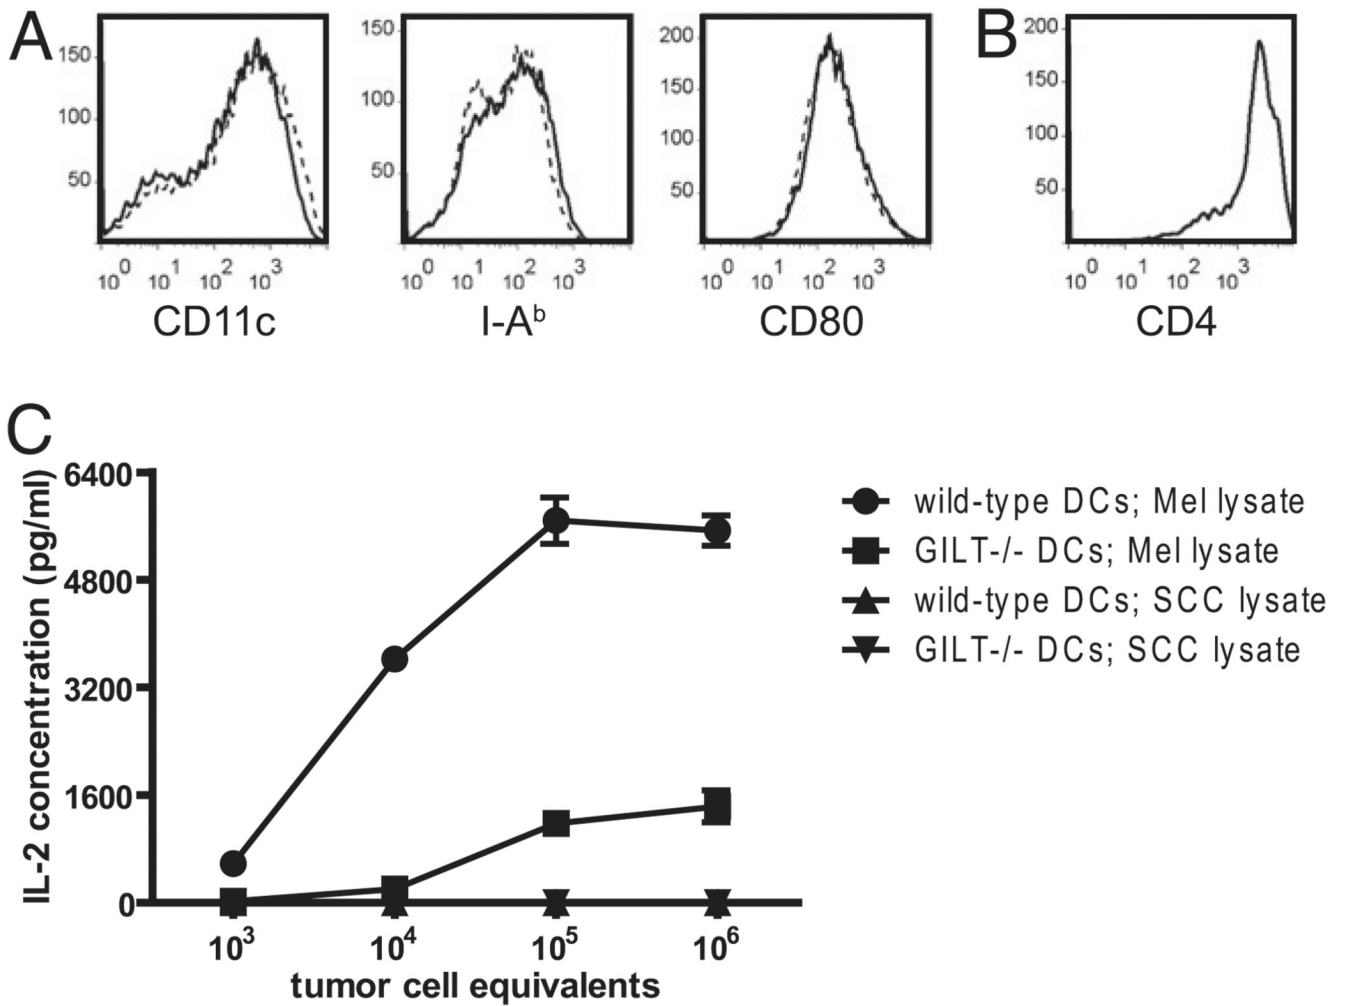 A
150
100
50
10^0 10^1 10^2 10^3
CD11c
150
100
50
10^0 10^1 10^2 10^3
I-A^b
200
150
100
50
10^0 10^1 10^2 10^3
CD80
B
200
150
100
50
10^0 10^1 10^2 10^3
CD4
C
IL-2 concentration (pg/ml)
6400
4800
3200
1600
0
10^3 10^4 10^5 10^6
tumor cell equivalents
wild-type DCs; Mel lysate
GILT-/- DCs; Mel lysate
wild-type DCs; SCC lysate
GILT-/- DCs; SCC lysate